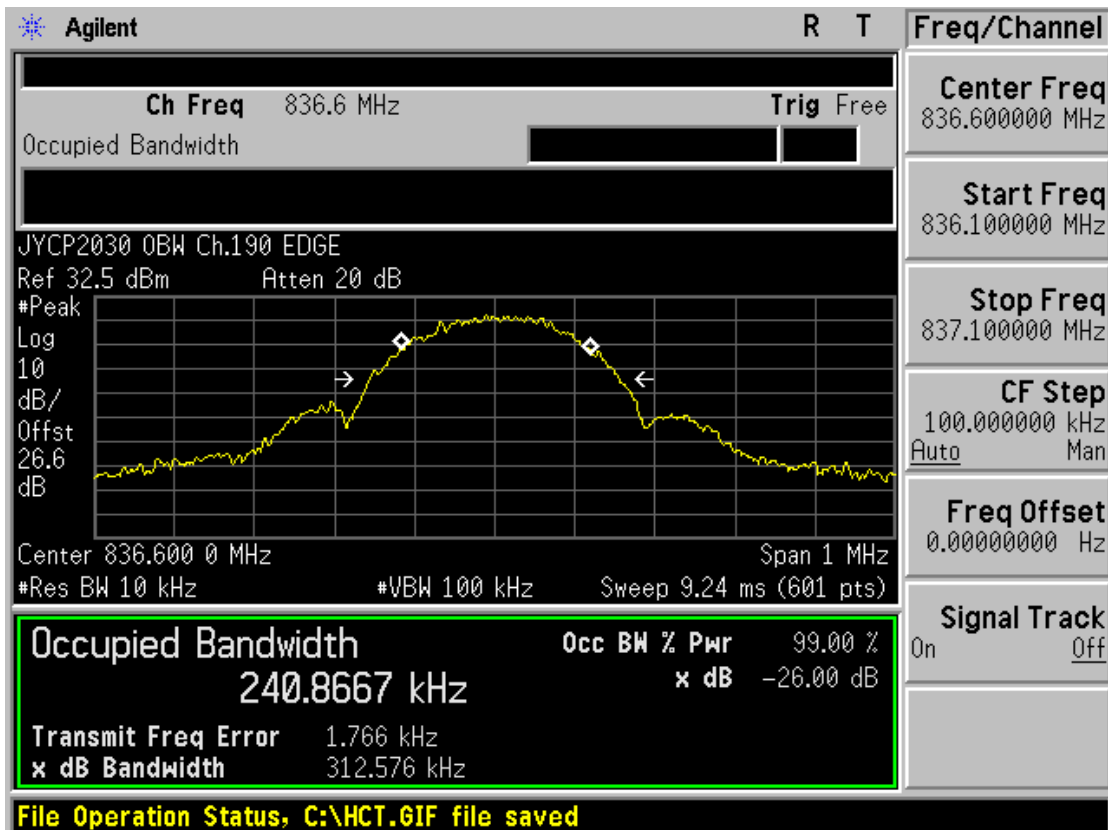 Agilent R T
Ch Freq 836.6 MHz Trig Free
Occupied Bandwidth
JYCP2030 OBW Ch.190 EDGE
Ref 32.5 dBm Atten 20 dB
#Peak
Log
10
dB/
Offst
26.6
dB
Center 836.600 0 MHz Span 1 MHz
#Res BW 10 kHz #VBW 100 kHz Sweep 9.24 ms (601 pts)
Occupied Bandwidth Occ BW % Pwr 99.00 %
240.8667 kHz x dB -26.00 dB
Transmit Freq Error 1.766 kHz
x dB Bandwidth 312.576 kHz
File Operation Status, C:\HCT.GIF file saved
Freq/Channel
Center Freq
836.600000 MHz
Start Freq
836.100000 MHz
Stop Freq
837.100000 MHz
CF Step
100.000000 kHz
Auto Man
Freq Offset
0.00000000 Hz
Signal Track
On Off